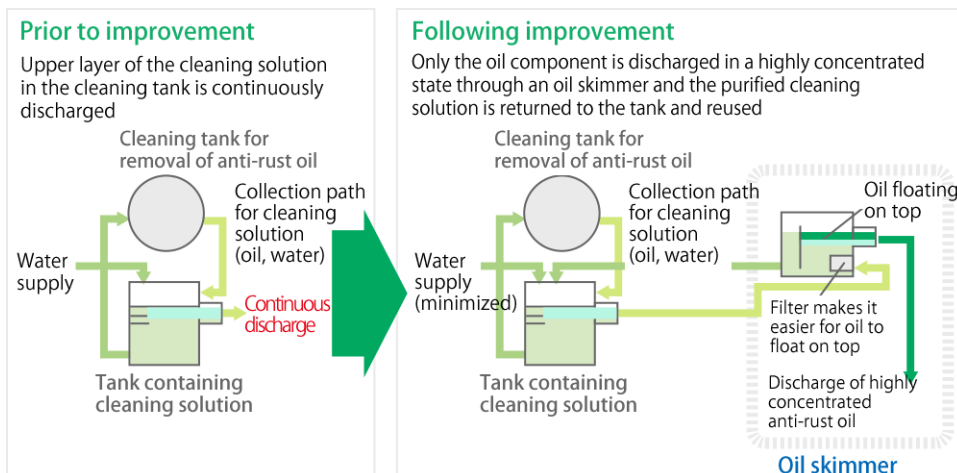 Prior to improvement
Upper layer of the cleaning solution
in the cleaning tank is continuously
discharged
Cleaning tank for
removal of anti-rust oil
Collection path
for cleaning
solution
(oil, water)
Water
supply
Continuous
discharge
Tank containing
cleaning solution
Following improvement
Only the oil component is discharged in a highly concentrated
state through an oil skimmer and the purified cleaning
solution is returned to the tank and reused
Cleaning tank for
removal of anti-rust oil
Collection path
for cleaning
solution
(oil, water)
Water
supply
(minimized)
Tank containing
cleaning solution
Oil floating
on top
Filter makes it
easier for oil to
float on top
Discharge of highly
concentrated
anti-rust oil
Oil skimmer